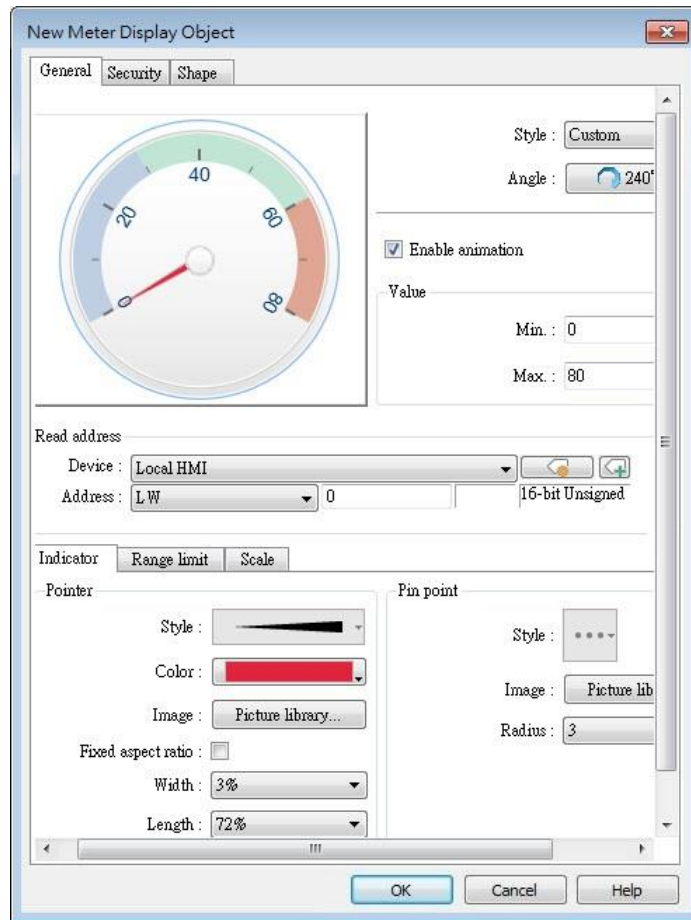 New Meter Display Object
General Security Shape
Style : Custom
Angle : 240°
40
20
60
0
80
Enable animation
Value
Min. : 0
Max. : 80
Read address
Device : Local HMI
Address : LW 0 16-bit Unsigned
Indicator Range limit Scale
Pointer
Style :
Color :
Image : Picture library...
Fixed aspect ratio :
Width : 3%
Length : 72%
Pin point
Style :
Image : Picture lib
Radius : 3
OK Cancel Help